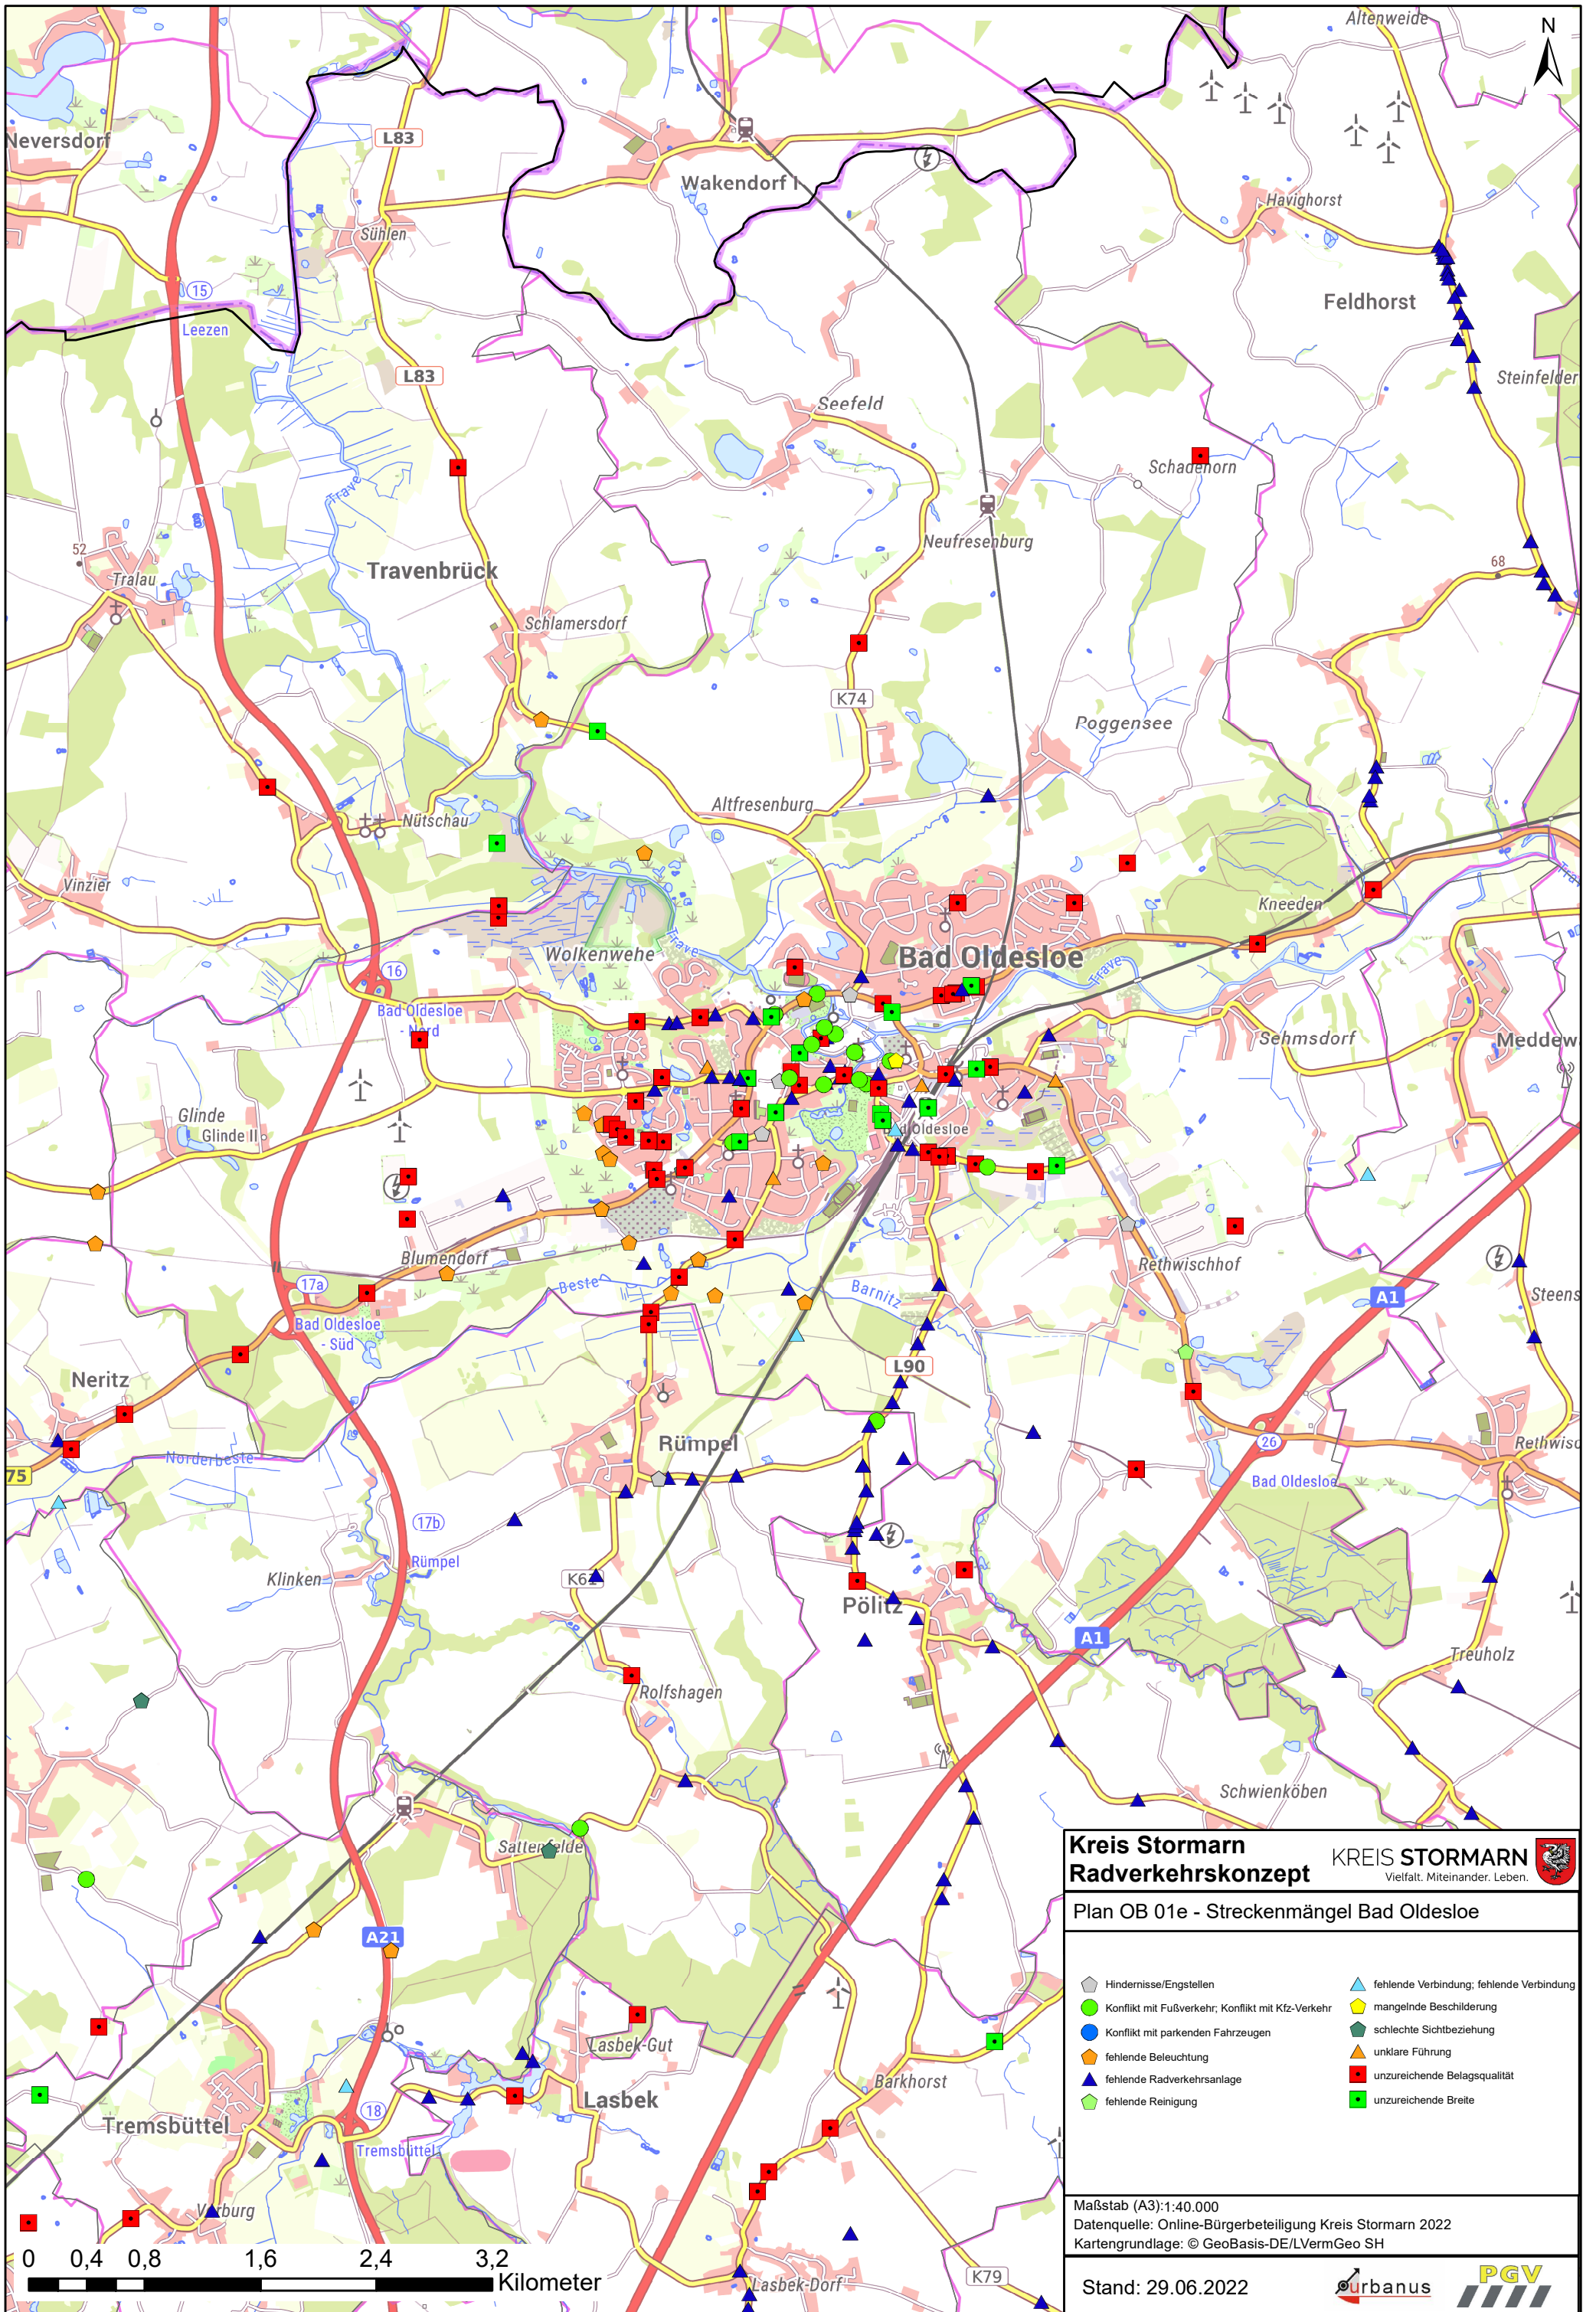 Altenweide
N
Neversdorf
L83
Wakendorf I
Havighorst
Sühlen
15
Leezen
Feldhorst
L83
Steinfelder
Seefeld
Schadehorn
Trave
Neufresenburg
52
Tralau
Travenbrück
68
Schlamersdorf
K74
Poggensee
Altfresenburg
Nütschau
Vinzier
Kneeden
Trave
Wolkenwehe
Bad Oldesloe
Trave
16
Bad Oldesloe
- Nord
Sehmsdorf
Meddew
Glinde
Glinde II
Bad Oldesloe
Blumendorf
Rethwischhof
17a
Beste
Barnitz
A1
Steens
Bad Oldesloe
- Süd
L90
Neritz
Rümpel
26
Rethwisc
Norderbeste
75
Bad Oldesloe
17b
Rümpel
Klinken
K61
Pölitz
A1
Treuholz
Rolfshagen
Schwienköben
Sattenfelde
A21
Lasbek-Gut
Barkhorst
Lasbek
Tremsbüttel
18
Tremsbüttel
Vorburg
Lasbek-Dorf
K79
0 0,4 0,8 1,6 2,4 3,2
Kilometer
Kreis Stormarn
Radverkehrskonzept
KREIS STORMARN
Vielfalt. Miteinander. Leben.
Plan OB 01e - Streckenmängel Bad Oldesloe
Hindernisse/Engstellen
Konflikt mit Fußverkehr; Konflikt mit Kfz-Verkehr
Konflikt mit parkenden Fahrzeugen
fehlende Beleuchtung
fehlende Radverkehrsanlage
fehlende Reinigung
fehlende Verbindung; fehlende Verbindung
mangelnde Beschilderung
schlechte Sichtbeziehung
unklare Führung
unzureichende Belagsqualität
unzureichende Breite
Maßstab (A3):1:40.000
Datenquelle: Online-Bürgerbeteiligung Kreis Stormarn 2022
Kartengrundlage: © GeoBasis-DE/LVermGeo SH
Stand: 29.06.2022
urbanus
PGV